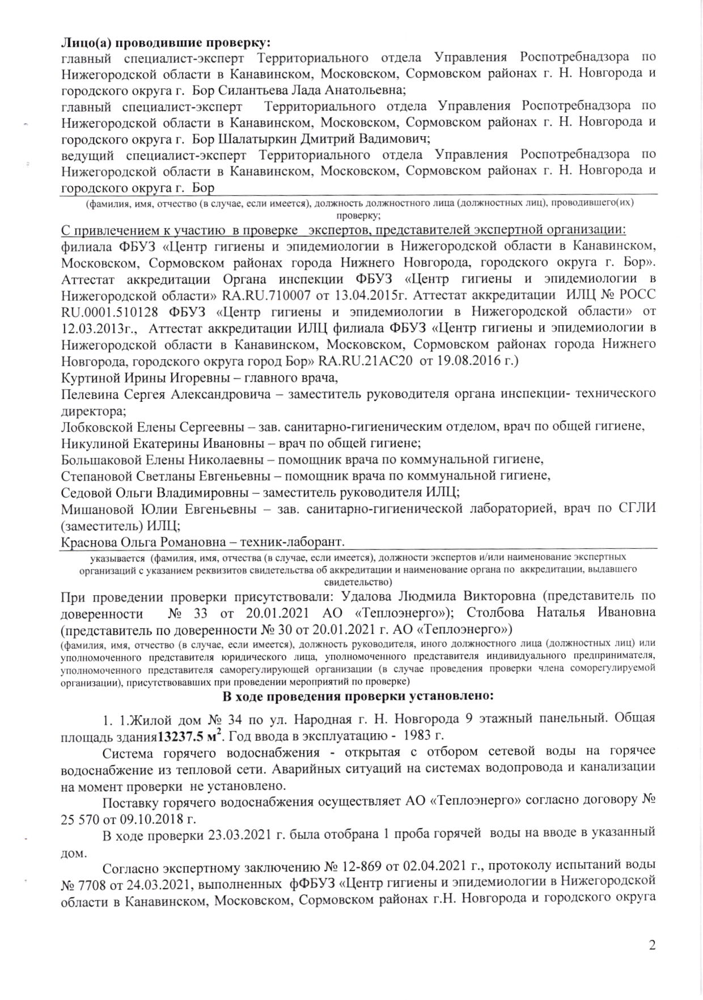 Лицо(а) проводившие проверку:
главный специалист-эксперт Территориального отдела Управления Роспотребнадзора по
Нижегородской области в Канавинском, Московском, Сормовском районах г. Н. Новгорода и
городского округа г. Бор Силантьева Лада Анатольевна;
главный специалист-эксперт Территориального отдела Управления Роспотребнадзора по
Нижегородской области в Канавинском, Московском, Сормовском районах г. Н. Новгорода и
городского округа г. Бор Шалатыркин Дмитрий Вадимович;
ведущий специалист-эксперт Территориального отдела Управления Роспотребнадзора по
Нижегородской области в Канавинском, Московском, Сормовском районах г. Н. Новгорода и
городского округа г. Бор
(фамилия, имя, отчество (в случае, если имеется), должность должностного лица (должностных лиц), проводившего(их)
проверку;
С привлечением к участию в проверке экспертов, представителей экспертной организации:
филиала ФБУЗ «Центр гигиены и эпидемиологии в Нижегородской области в Канавинском,
Московском, Сормовском районах города Нижнего Новгорода, городского округа г. Бор».
Аттестат аккредитации Органа инспекции ФБУЗ «Центр гигиены и эпидемиологии в
Нижегородской области» RA.RU.710007 от 13.04.2015г. Аттестат аккредитации ИЛЦ № РОСС
RU.0001.510128 ФБУЗ «Центр гигиены и эпидемиологии в Нижегородской области» от
12.03.2013г., Аттестат аккредитации ИЛЦ филиала ФБУЗ «Центр гигиены и эпидемиологии в
Нижегородской области в Канавинском, Московском, Сормовском районах города Нижнего
Новгорода, городского округа город Бор» RA.RU.21АС20 от 19.08.2016 г.)
Куртиной Ирины Игоревны – главного врача,
Пелевина Сергея Александровича – заместитель руководителя органа инспекции- технического
директора;
Лобковской Елены Сергеевны – зав. санитарно-гигиеническим отделом, врач по общей гигиене,
Никулиной Екатерины Ивановны – врач по общей гигиене;
Большаковой Елены Николаевны – помощник врача по коммунальной гигиене,
Степановой Светланы Евгеньевны – помощник врача по коммунальной гигиене,
Седовой Ольги Владимировны – заместитель руководителя ИЛЦ;
Мишановой Юлии Евгеньевны – зав. санитарно-гигиенической лабораторией, врач по СГЛИ
(заместитель) ИЛЦ;
Краснова Ольга Романовна – техник-лаборант.
указывается (фамилия, имя, отчества (в случае, если имеется), должности экспертов и/или наименование экспертных
организаций с указанием реквизитов свидетельства об аккредитации и наименование органа по аккредитации, выдавшего
свидетельство)
При проведении проверки присутствовали: Удалова Людмила Викторовна (представитель по
доверенности № 33 от 20.01.2021 АО «Теплоэнерго»); Столбова Наталья Ивановна
(представитель по доверенности № 30 от 20.01.2021 г. АО «Теплоэнерго»)
(фамилия, имя, отчество (в случае, если имеется), должность руководителя, иного должностного лица (должностных лиц) или
уполномоченного представителя юридического лица, уполномоченного представителя индивидуального предпринимателя,
уполномоченного представителя саморегулирующей организации (в случае проведения проверки члена соморегулируемой
организации), присутствовавших при проведении мероприятий по проверке)
В ходе проведения проверки установлено:
1. 1.Жилой дом № 34 по ул. Народная г. Н. Новгорода 9 этажный панельный. Общая
площадь здания13237.5 м². Год ввода в эксплуатацию - 1983 г.
Система горячего водоснабжения - открытая с отбором сетевой воды на горячее
водоснабжение из тепловой сети. Аварийных ситуаций на системах водопровода и канализации
на момент проверки не установлено.
Поставку горячего водоснабжения осуществляет АО «Теплоэнерго» согласно договору №
25 570 от 09.10.2018 г.
В ходе проверки 23.03.2021 г. была отобрана 1 проба горячей воды на вводе в указанный
дом.
Согласно экспертному заключению № 12-869 от 02.04.2021 г., протоколу испытаний воды
№ 7708 от 24.03.2021, выполненных фФБУЗ «Центр гигиены и эпидемиологии в Нижегородской
области в Канавинском, Московском, Сормовском районах г.Н. Новгорода и городского округа
2